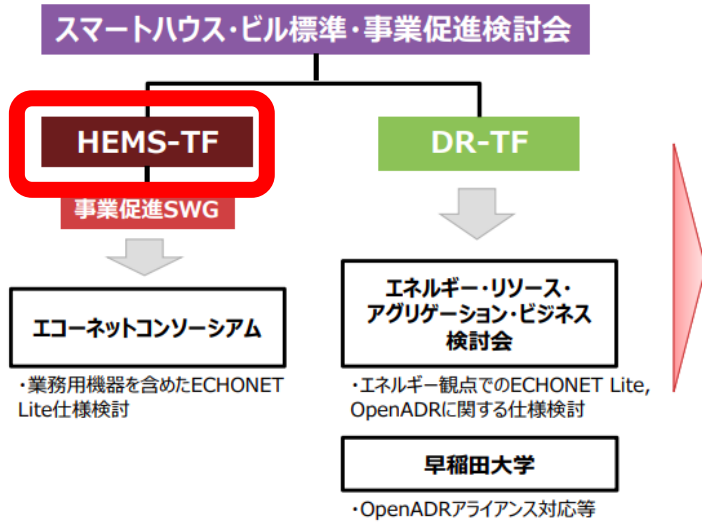 スマートハウス・ビル標準・事業促進検討会
HEMS-TF
DR-TF
事業促進SWG
エコーネットコンソーシアム
・業務用機器を含めたECHONET
Lite仕様検討
エネルギー・リソース・
アグリゲーション・ビジネス
検討会
・エネルギー観点でのECHONET Lite,
OpenADRに関する仕様検討
早稲田大学
・OpenADRアライアンス対応等